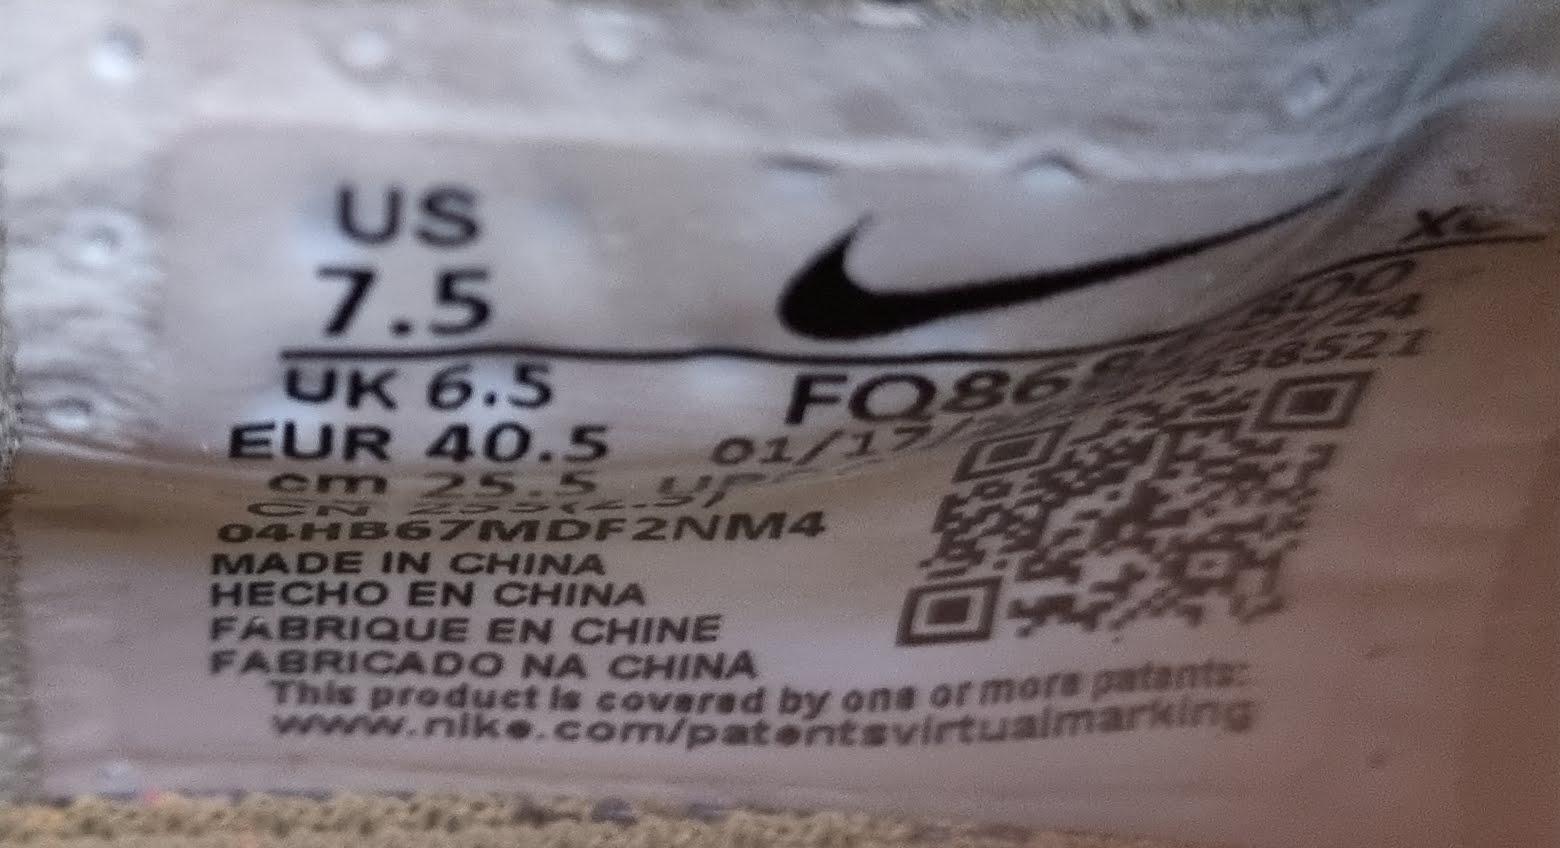 US
7.5
UK 6.5
EUR 40.5
cm 25.5
04HB67MDF2NM4
MADE IN CHINA
HECHO EN CHINA
FABRIQUE EN CHINE
FABRICADO NA CHINA
This product is covered by one or more patents:
www.nike.com/patentsvirtualmarking